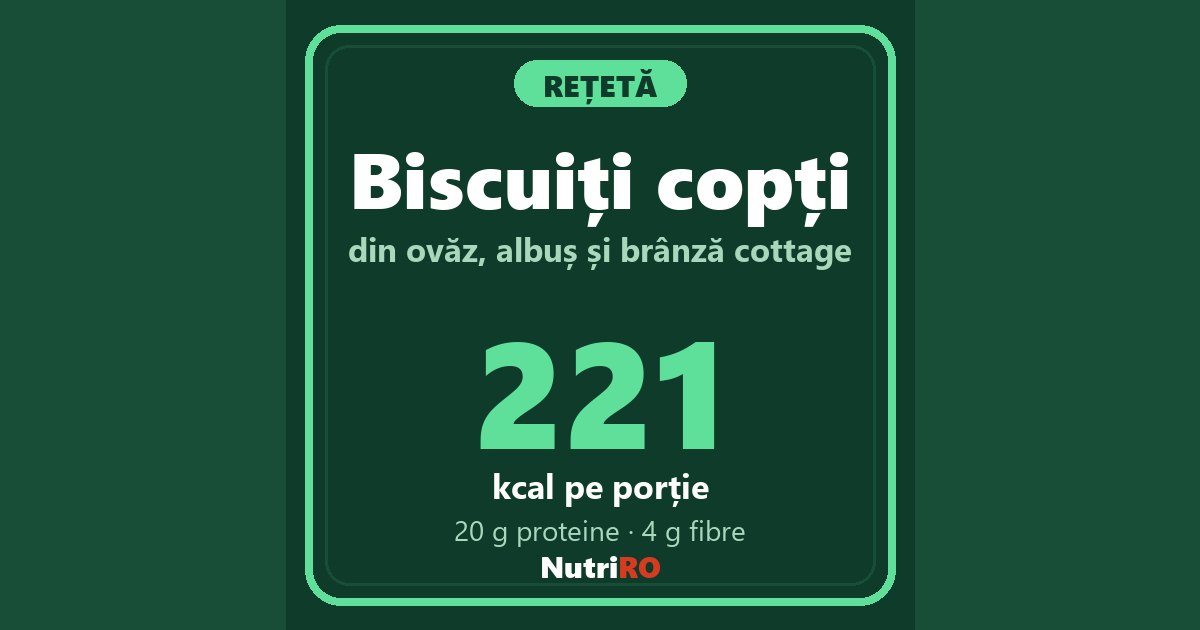 REȚETĂ
Biscuiți copți
din ovăz, albuș și brânză cottage
221
kcal pe porție
20 g proteine · 4 g fibre
NutriRO